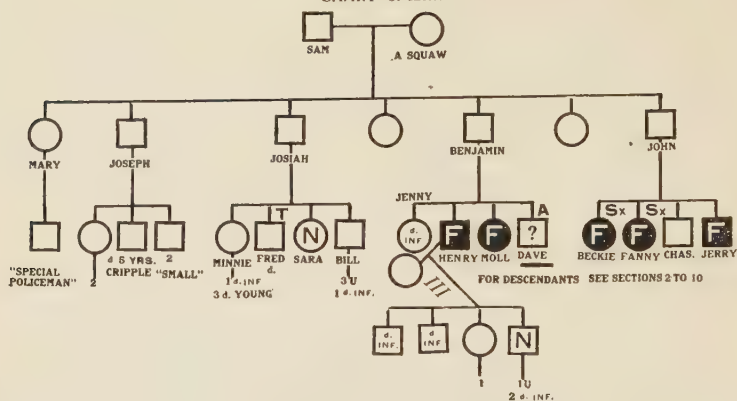 SAM
A SQUAW
MARY
JOSEPH
JOSIAH
BENJAMIN
JOHN
JENNY
T
A
Sx
Sx
d. INF
F
F
?
F
F
F
N
"SPECIAL POLICEMAN"
2
d 5 YRS. CRIPPLE
2 "SMALL"
MINNIE
1 d. INF
3 d. YOUNG
FRED
d.
SARA
BILL
3U
1 d. INF.
HENRY
MOLL
DAVE
FOR DESCENDANTS SEE SECTIONS 2 TO 10
BECKIE
FANNY
CHAS.
JERRY
III
d INF.
d INF.
N
1
1U
2 d. INF.